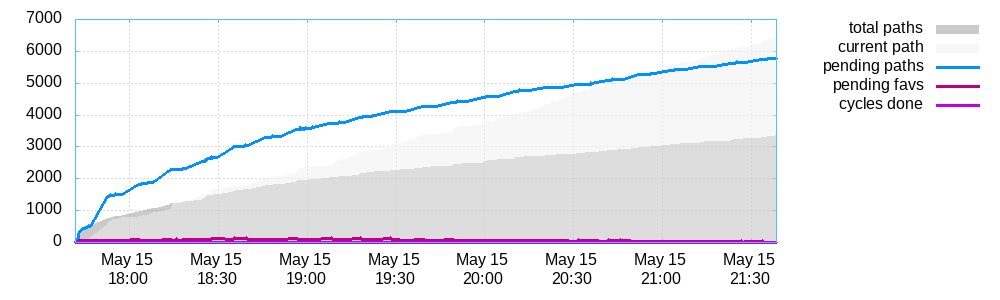 7000
6000
5000
4000
3000
2000
1000
0
May 15
18:00
May 15
18:30
May 15
19:00
May 15
19:30
May 15
20:00
May 15
20:30
May 15
21:00
May 15
21:30
total paths
current path
pending paths
pending favs
cycles done